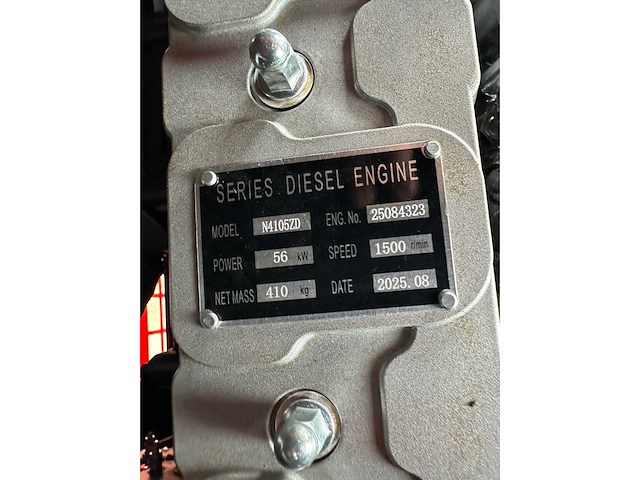 SERIES DIESEL ENGINE
MODEL N4105ZD ENG. No. 25084323
POWER 56 kW SPEED 1500 r/min
NET MASS 410 kg DATE 2025.08